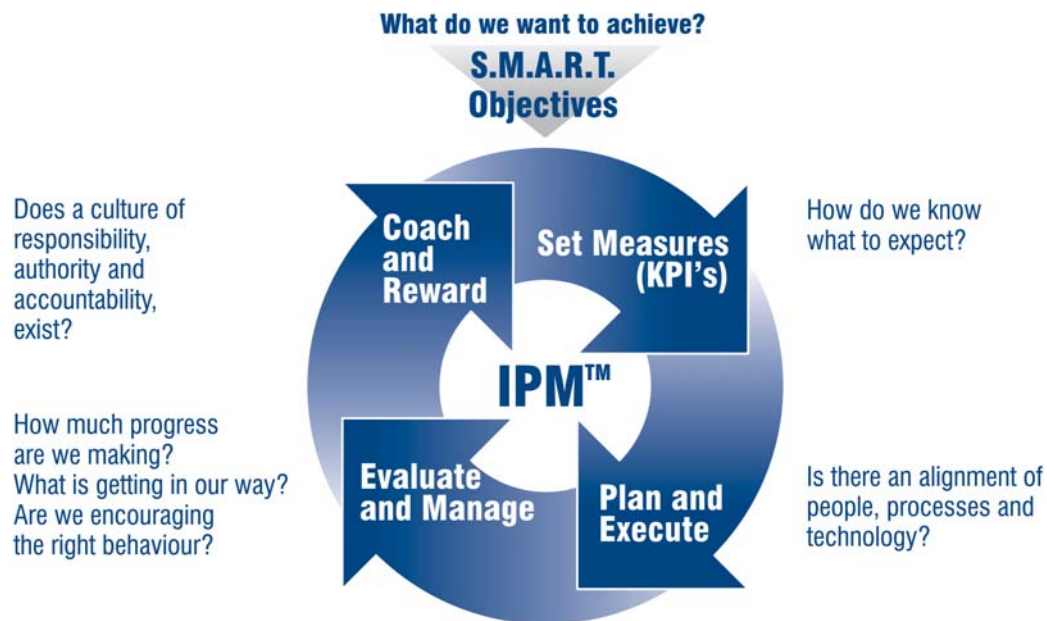 What do we want to achieve?
S.M.A.R.T.
Objectives
Does a culture of
responsibility,
authority and
accountability,
exist?
Coach
and
Reward
Set Measures
(KPI's)
How do we know
what to expect?
IPM™
How much progress
are we making?
What is getting in our way?
Are we encouraging
the right behaviour?
Evaluate
and Manage
Plan and
Execute
Is there an alignment of
people, processes and
technology?